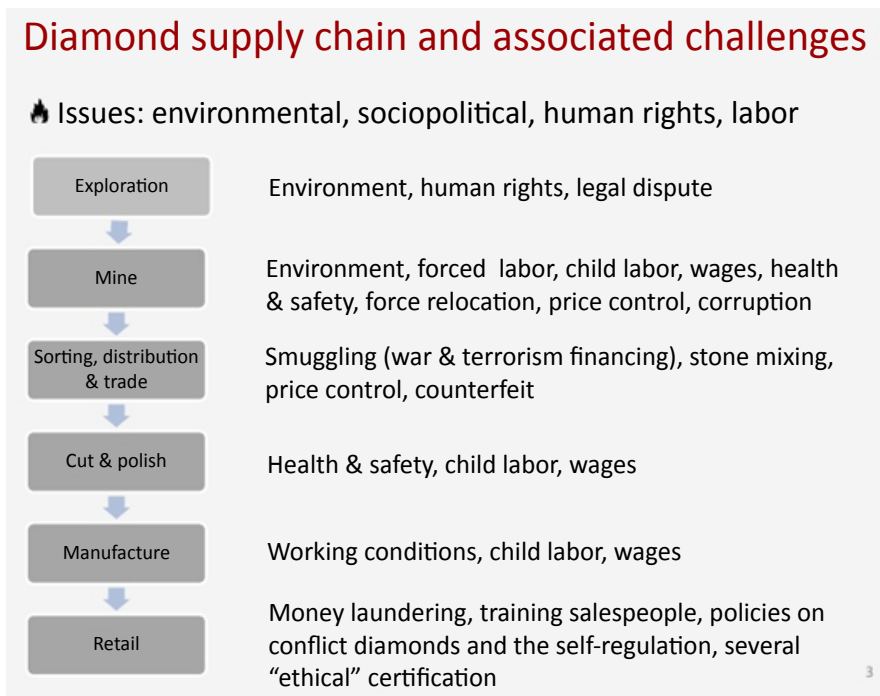 Diamond supply chain and associated challenges
Issues: environmental, sociopolitical, human rights, labor
Exploration
Environment, human rights, legal dispute
Mine
Environment, forced labor, child labor, wages, health
& safety, force relocation, price control, corruption
Sorting, distribution
& trade
Smuggling (war & terrorism financing), stone mixing,
price control, counterfeit
Cut & polish
Health & safety, child labor, wages
Manufacture
Working conditions, child labor, wages
Retail
Money laundering, training salespeople, policies on
conflict diamonds and the self-regulation, several
“ethical” certification
3